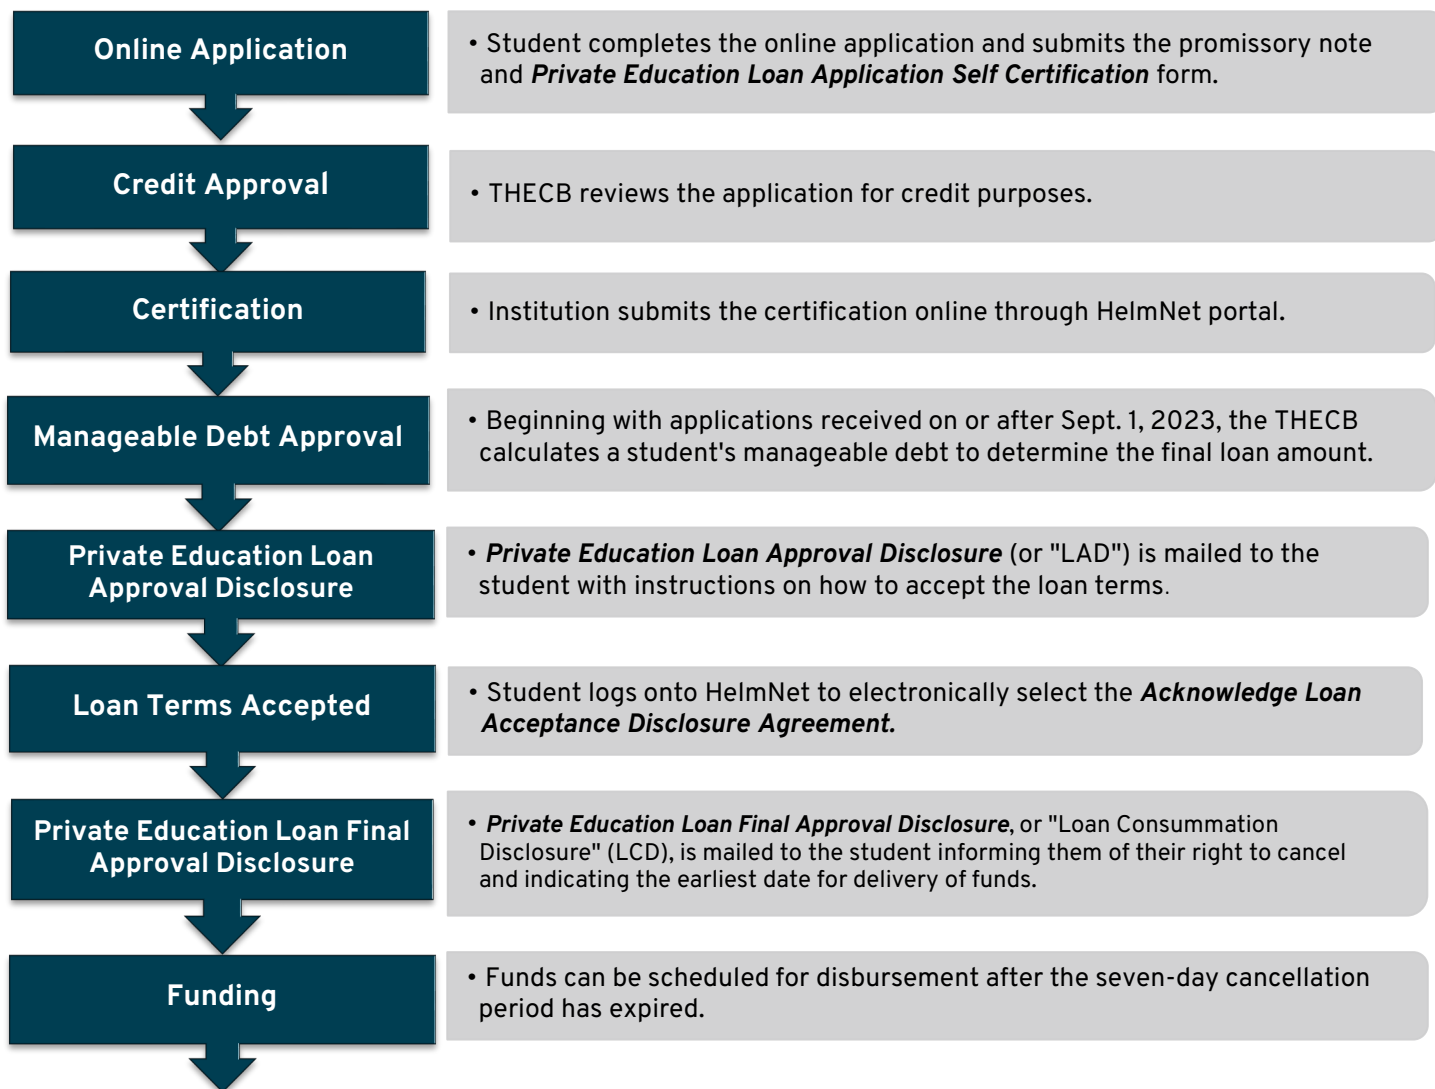 Online Application
• Student completes the online application and submits the promissory note
and Private Education Loan Application Self Certification form.
Credit Approval
• THECB reviews the application for credit purposes.
Certification
• Institution submits the certification online through HelmNet portal.
Manageable Debt Approval
• Beginning with applications received on or after Sept. 1, 2023, the THECB
calculates a student's manageable debt to determine the final loan amount.
Private Education Loan
Approval Disclosure
• Private Education Loan Approval Disclosure (or "LAD") is mailed to the
student with instructions on how to accept the loan terms.
Loan Terms Accepted
• Student logs onto HelmNet to electronically select the Acknowledge Loan
Acceptance Disclosure Agreement.
Private Education Loan Final
Approval Disclosure
• Private Education Loan Final Approval Disclosure, or "Loan Consummation
Disclosure" (LCD), is mailed to the student informing them of their right to cancel
and indicating the earliest date for delivery of funds.
Funding
• Funds can be scheduled for disbursement after the seven-day cancellation
period has expired.